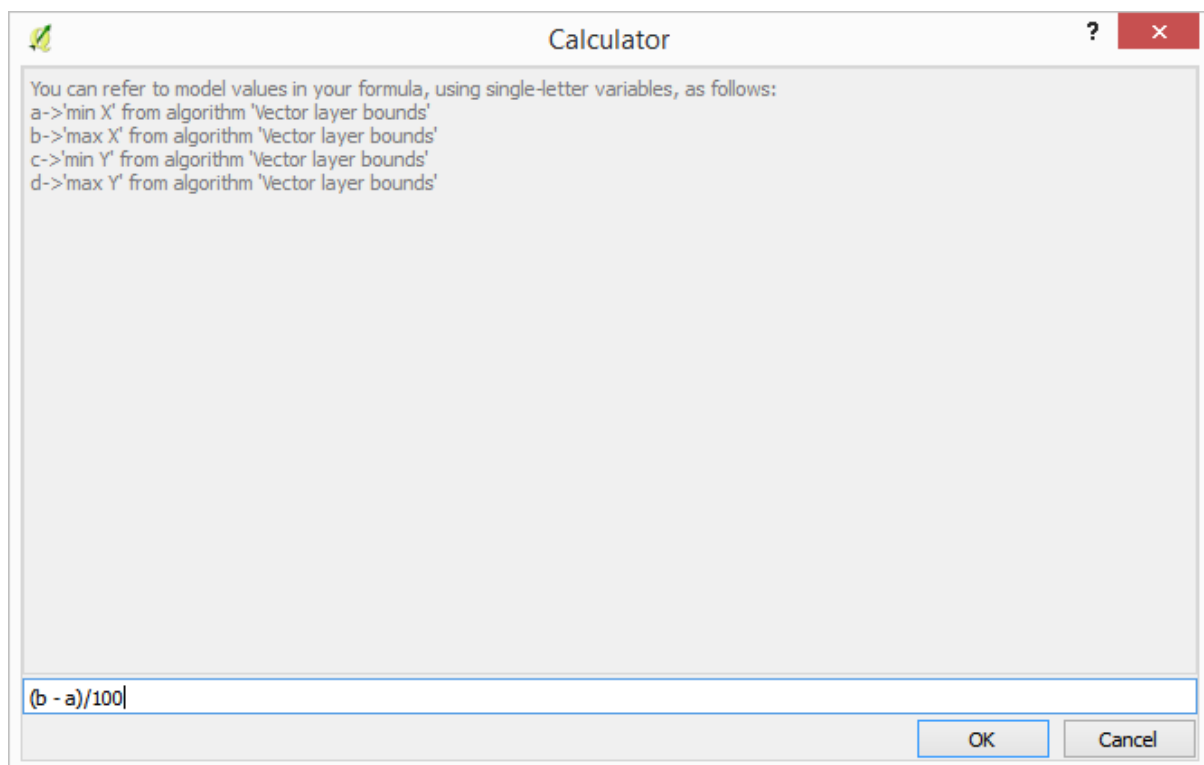 Calculator
?
You can refer to model values in your formula, using single-letter variables, as follows:
a->'min X' from algorithm 'Vector layer bounds'
b->'max X' from algorithm 'Vector layer bounds'
c->'min Y' from algorithm 'Vector layer bounds'
d->'max Y' from algorithm 'Vector layer bounds'
(b - a)/100
OK
Cancel